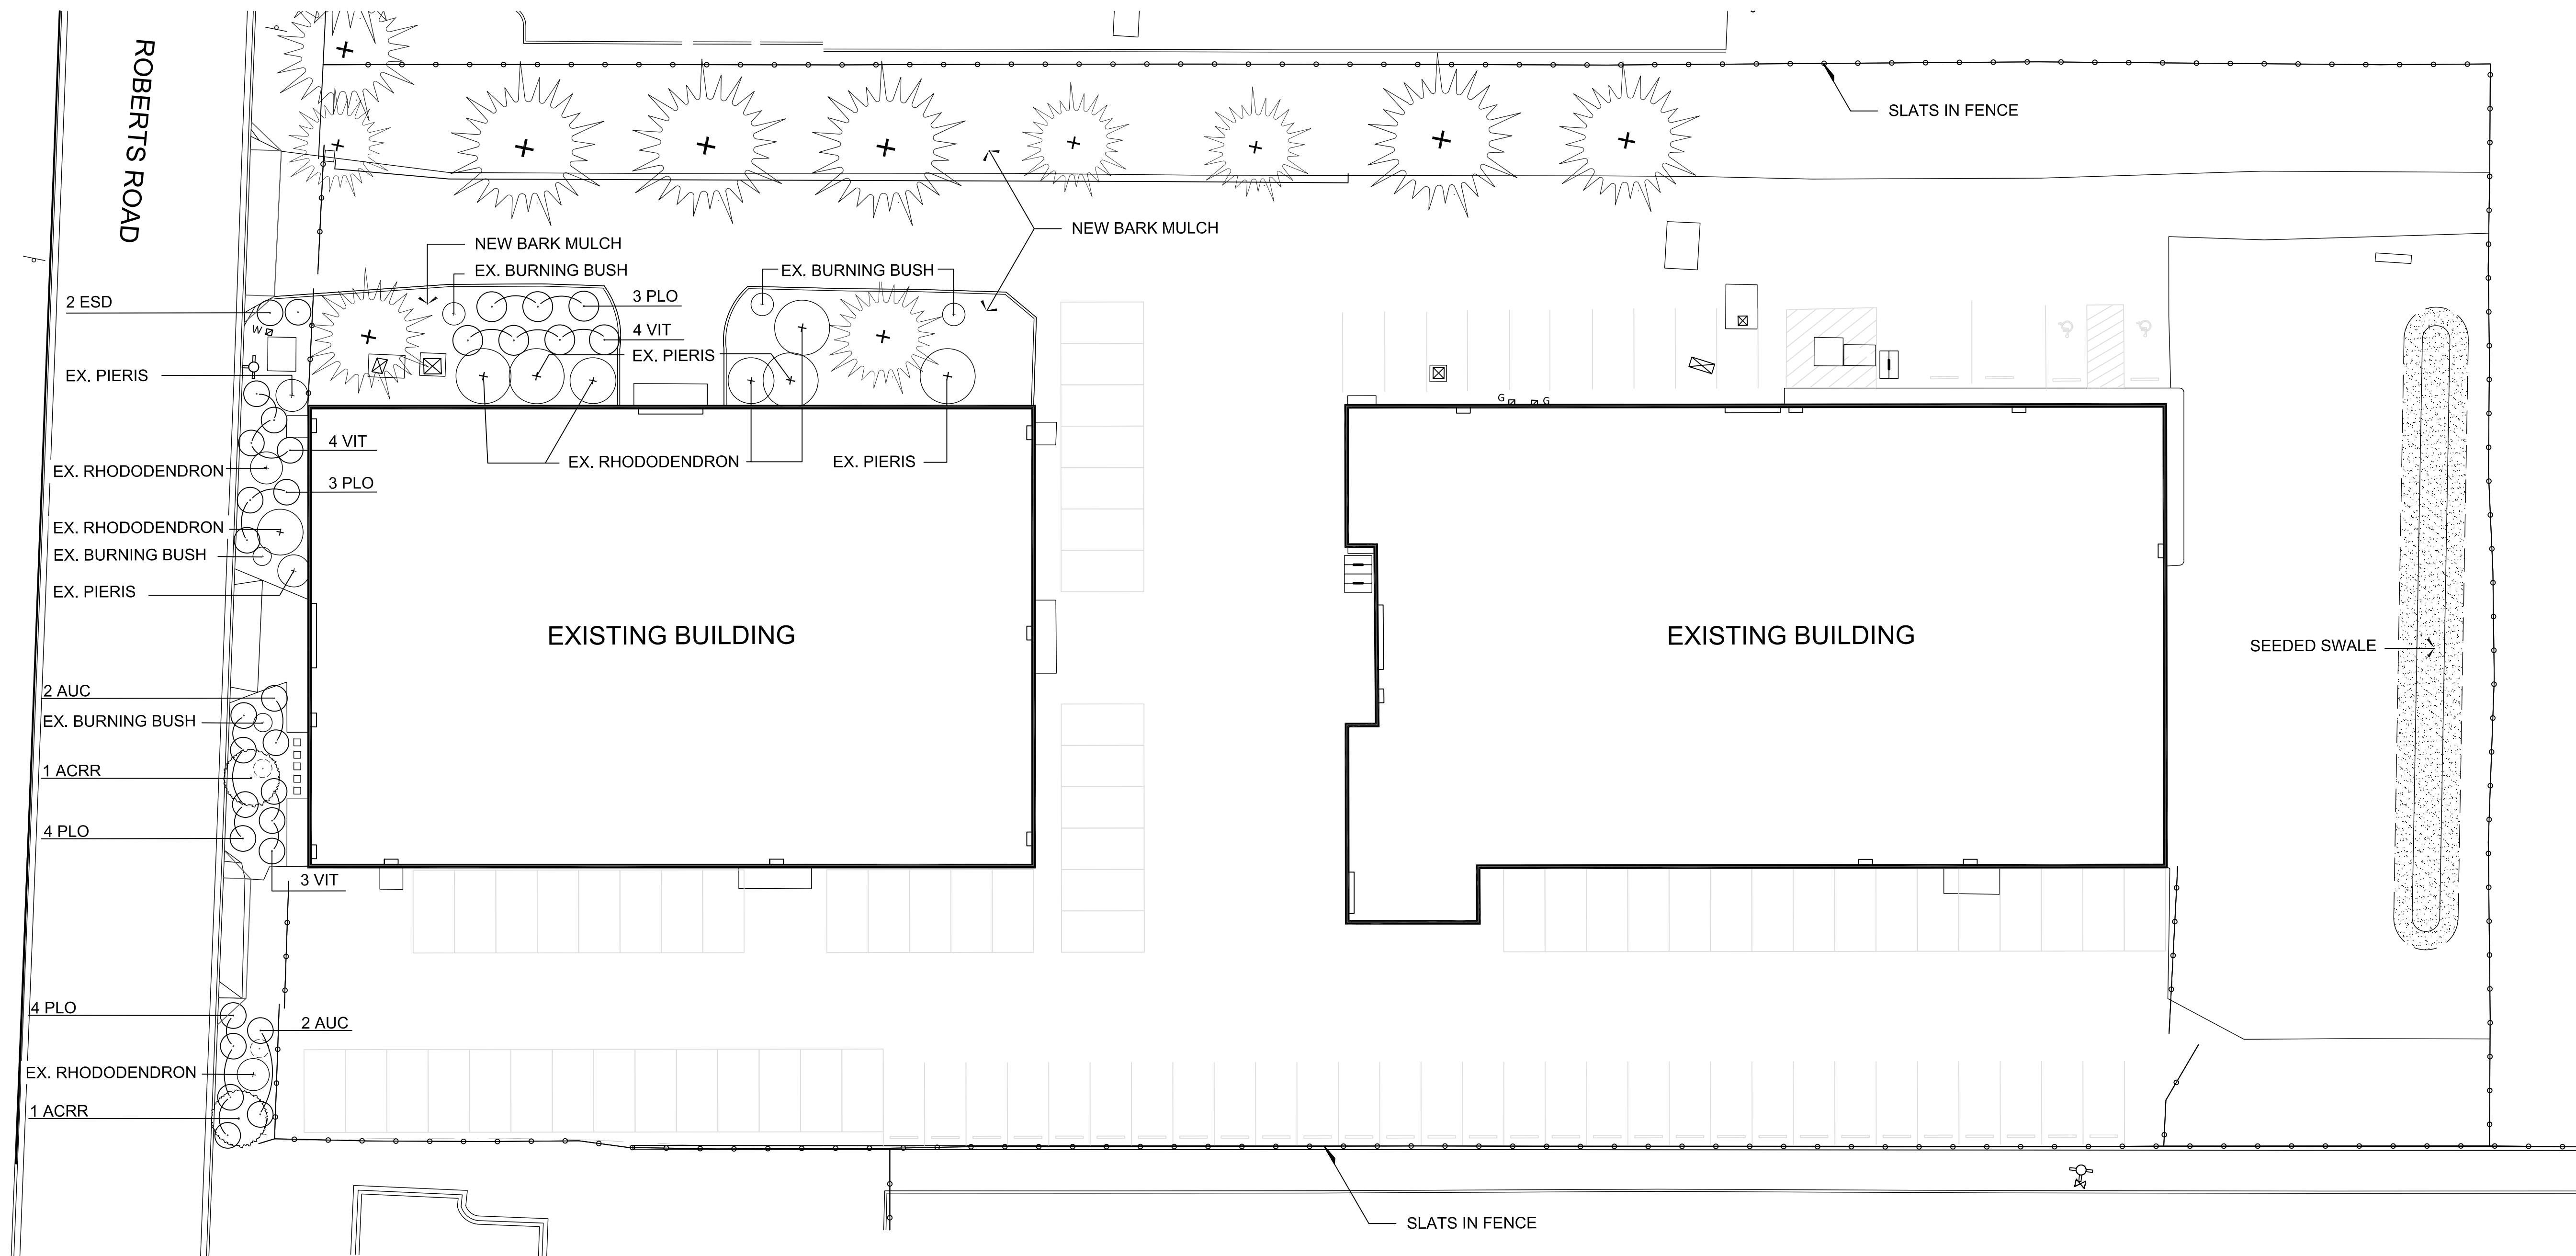 ROBERTS ROAD
SLATS IN FENCE
NEW BARK MULCH
NEW BARK MULCH
EX. BURNING BUSH
EX. BURNING BUSH
2 ESD
3 PLO
W
4 VIT
EX. PIERIS
EX. PIERIS
G
G
4 VIT
EX. RHODODENDRON
EX. PIERIS
EX. RHODODENDRON
3 PLO
EX. RHODODENDRON
EX. BURNING BUSH
EX. PIERIS
EXISTING BUILDING
EXISTING BUILDING
SEEDED SWALE
2 AUC
EX. BURNING BUSH
1 ACRR
4 PLO
3 VIT
4 PLO
2 AUC
EX. RHODODENDRON
1 ACRR
SLATS IN FENCE